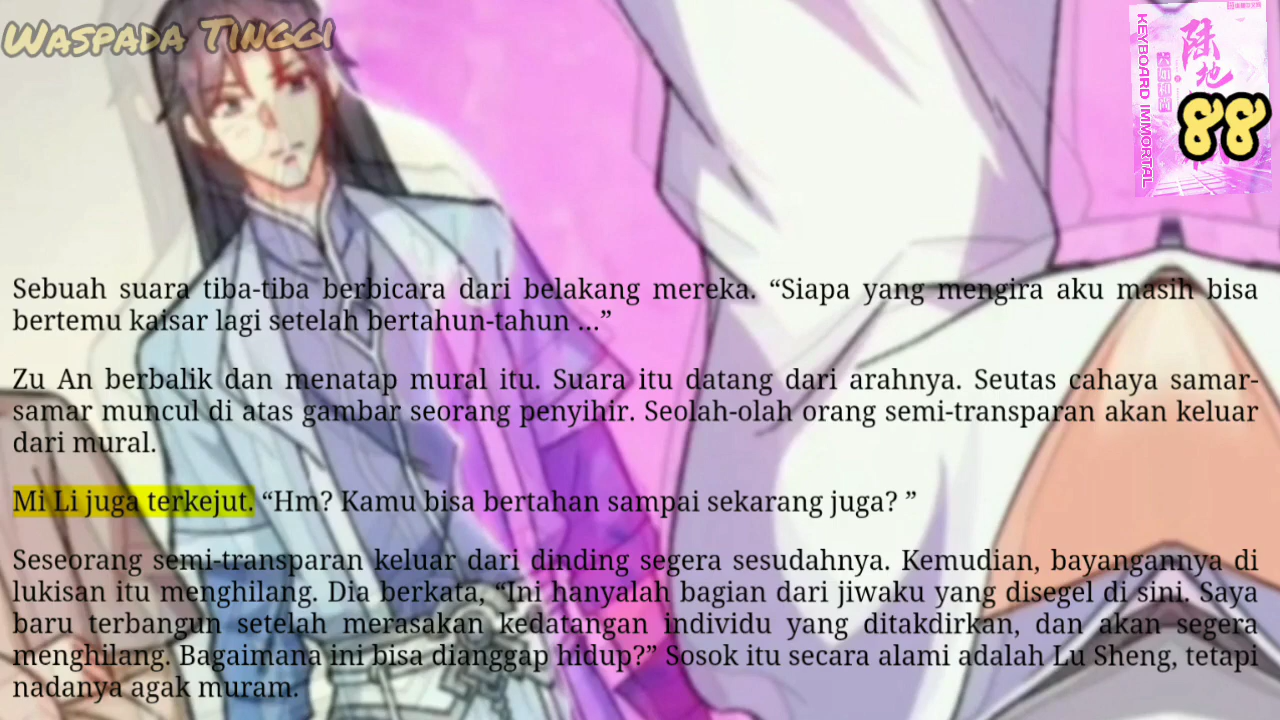 Waspada Tinggi
KEYBOARD IMMORTAL
陆地
88
Sebuah suara tiba-tiba berbicara dari belakang mereka. “Siapa yang mengira aku masih bisa
bertemu kaisar lagi setelah bertahun-tahun ...”
Zu An berbalik dan menatap mural itu. Suara itu datang dari arahnya. Seutas cahaya samar-
samar muncul di atas gambar seorang penyihir. Seolah-olah orang semi-transparan akan keluar
dari mural.
Mi Li juga terkejut. “Hm? Kamu bisa bertahan sampai sekarang juga? ”
Seseorang semi-transparan keluar dari dinding segera sesudahnya. Kemudian, bayangannya di
lukisan itu menghilang. Dia berkata, “Ini hanyalah bagian dari jiwaku yang disegel di sini. Saya
baru terbangun setelah merasakan kedatangan individu yang ditakdirkan, dan akan segera
menghilang. Bagaimana ini bisa dianggap hidup?” Sosok itu secara alami adalah Lu Sheng, tetapi
nadanya agak muram.